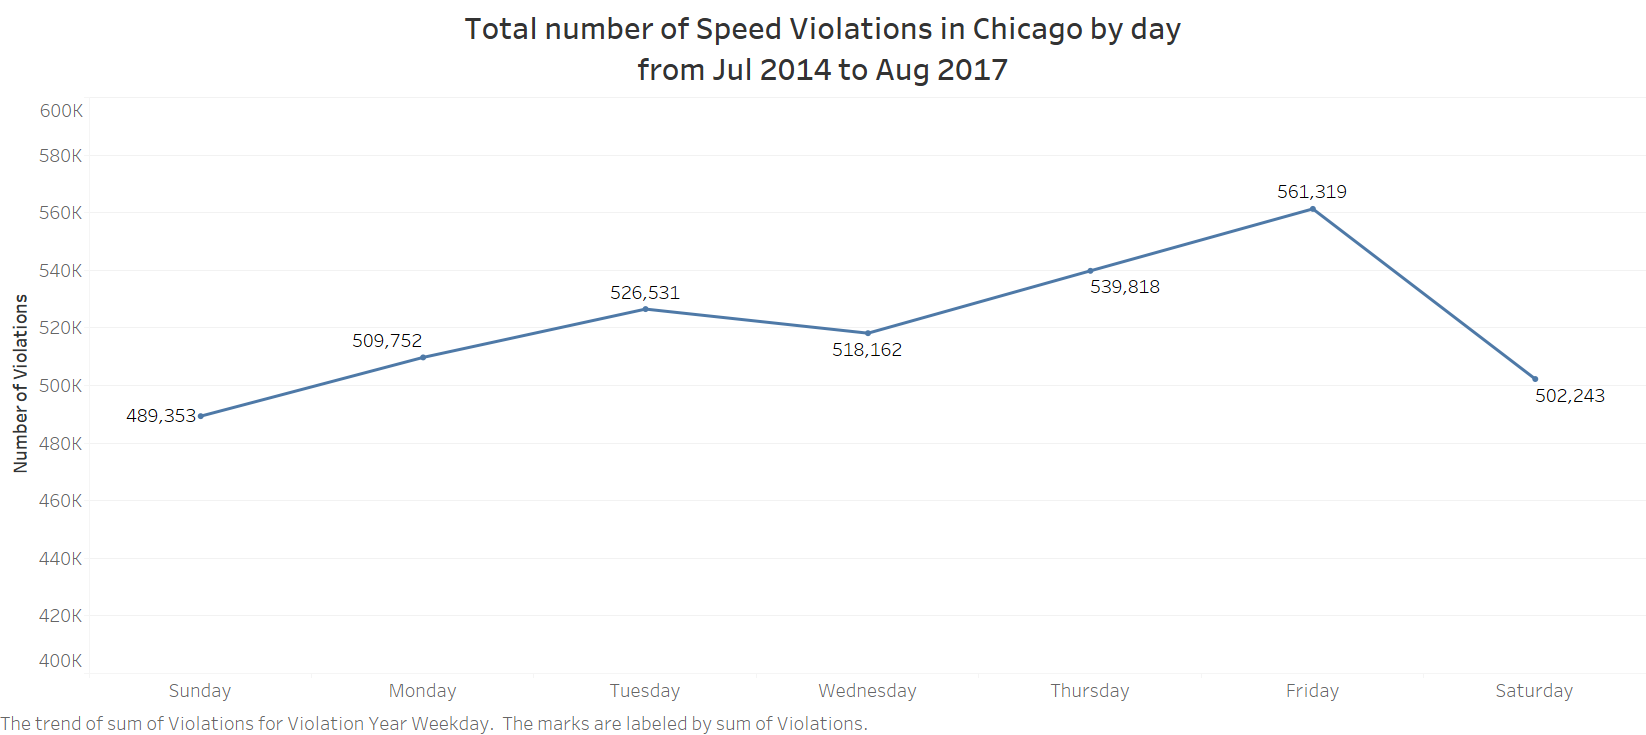 Total number of Speed Violations in Chicago by day
from Jul 2014 to Aug 2017
600K
580K
560K
540K
520K
500K
480K
460K
440K
420K
400K
Number of Violations
489,353
509,752
526,531
518,162
539,818
561,319
502,243
Sunday Monday Tuesday Wednesday Thursday Friday Saturday
The trend of sum of Violations for Violation Year Weekday. The marks are labeled by sum of Violations.